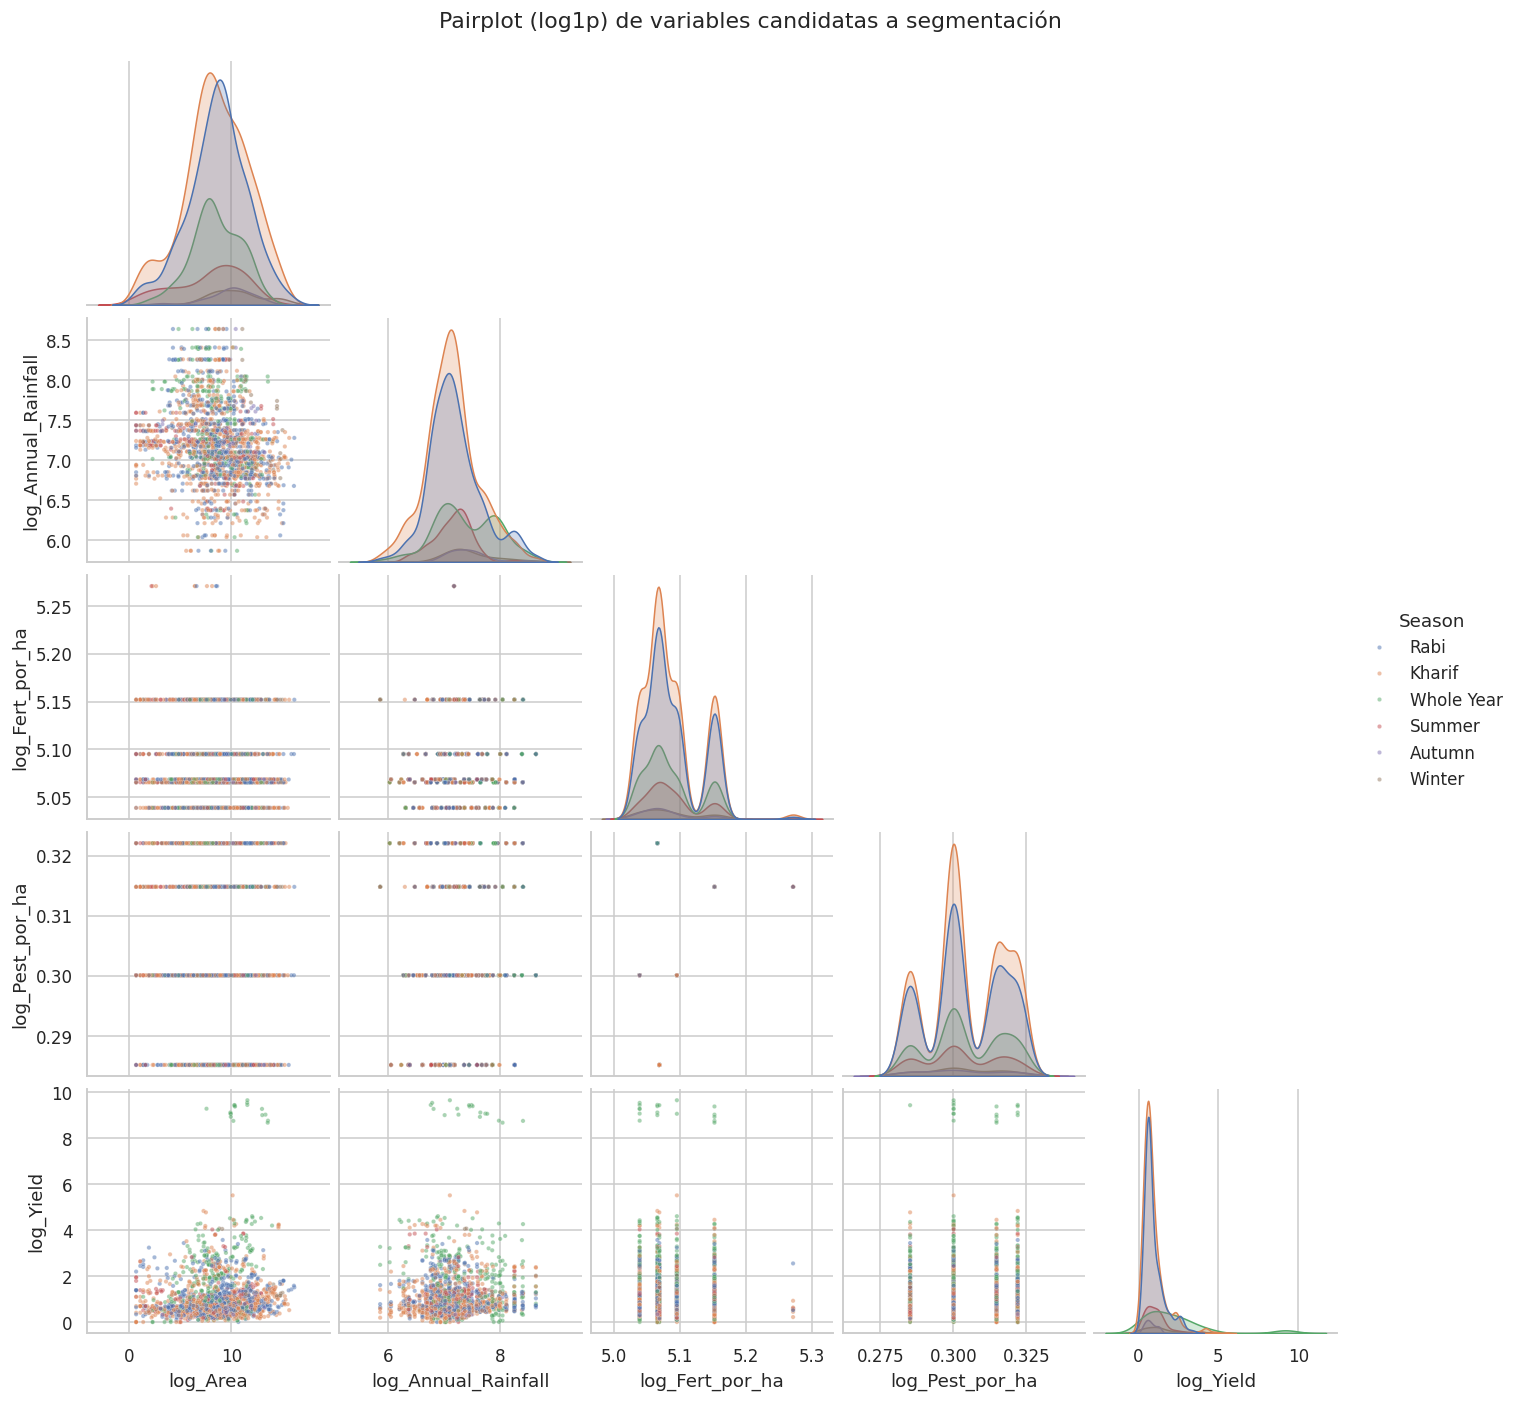 Pairplot (log1p) de variables candidatas a segmentación
log_Annual_Rainfall
8.5
8.0
7.5
7.0
6.5
6.0
log_Fert_por_ha
5.25
5.20
5.15
5.10
5.05
Season
Rabi
Kharif
Whole Year
Summer
Autumn
Winter
log_Pest_por_ha
0.32
0.31
0.30
0.29
log_Yield
10
8
6
4
2
0
0 10
6 8
5.0 5.1 5.2 5.3
0.275 0.300 0.325
0 5 10
log_Area
log_Annual_Rainfall
log_Fert_por_ha
log_Pest_por_ha
log_Yield